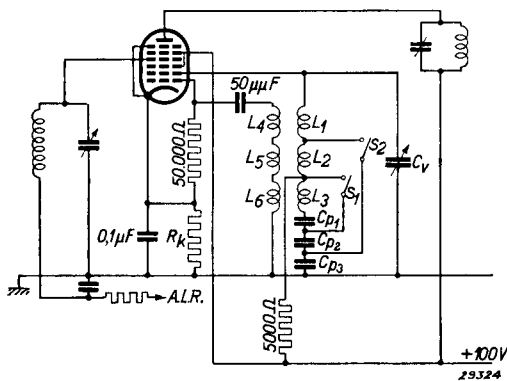 50μμF
L4
L1
S2
50.000Ω
L5
L2
Cv
L6
L3
S1
0,1μF
Rk
Cp1
Cp2
Cp3
A.I.R.
5000Ω
+100V
29324